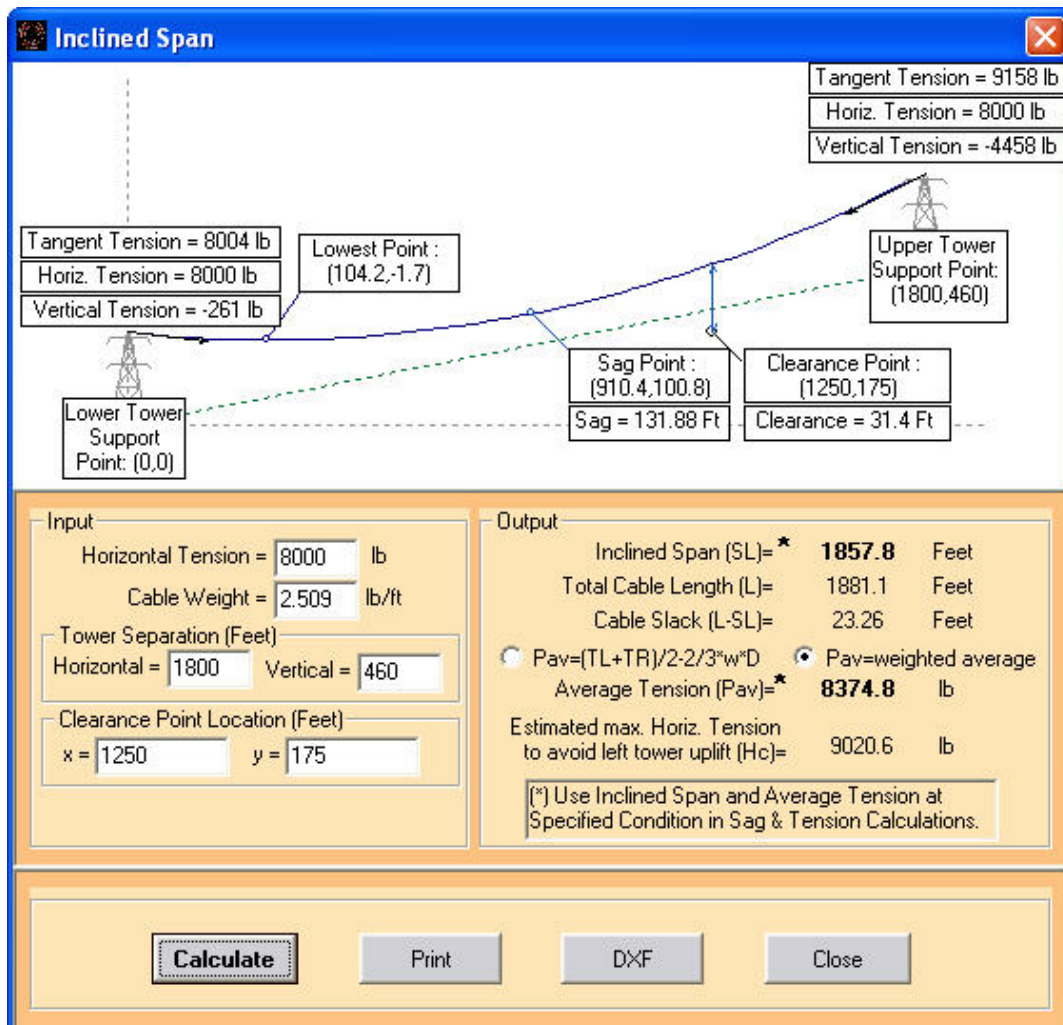 Inclined Span
Tangent Tension = 9158 lb
Horiz. Tension = 8000 lb
Vertical Tension = -4458 lb
Tangent Tension = 8004 lb
Horiz. Tension = 8000 lb
Vertical Tension = -261 lb
Lowest Point :
(104.2,-1.7)
Upper Tower
Support Point:
(1800,460)
Sag Point :
(910.4,100.8)
Sag = 131.88 Ft
Clearance Point :
(1250,175)
Clearance = 31.4 Ft
Lower Tower
Support
Point: (0,0)
Input
Horizontal Tension = 8000 lb
Cable Weight = 2.509 lb/ft
Tower Separation (Feet)
Horizontal = 1800 Vertical = 460
Clearance Point Location (Feet)
x = 1250 y = 175
Output
Inclined Span (SL)= * 1857.8 Feet
Total Cable Length (L)= 1881.1 Feet
Cable Slack (L-SL)= 23.26 Feet
Pav=(TL+TR)/2-2/3*w*D Pav=weighted average
Average Tension (Pav)= * 8374.8 lb
Estimated max. Horiz. Tension
to avoid left tower uplift (Hc)= 9020.6 lb
(*) Use Inclined Span and Average Tension at
Specified Condition in Sag & Tension Calculations.
Calculate Print DXF Close